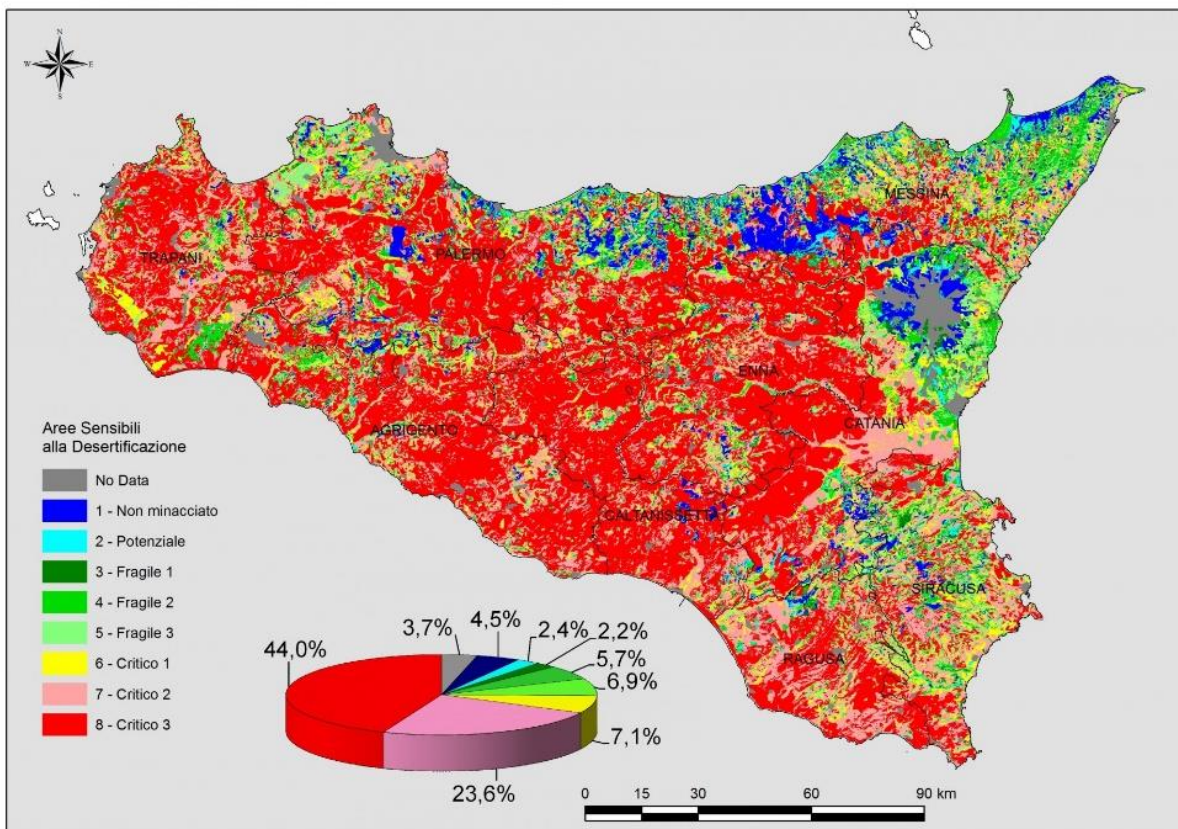 N
W E
S
MESSINA
TRAPANI
PALERMO
ENNA
CATANIA
AGRIGENTO
CALTANISSETTA
SIRACUSA
RAGUSA
Aree Sensibili
alla Desertificazione
No Data
1 - Non minacciato
2 - Potenziale
3 - Fragile 1
4 - Fragile 2
5 - Fragile 3
6 - Critico 1
7 - Critico 2
8 - Critico 3
44,0%
3,7%
4,5%
2,4%
2,2%
5,7%
6,9%
7,1%
23,6%
0 15 30 60 90 km